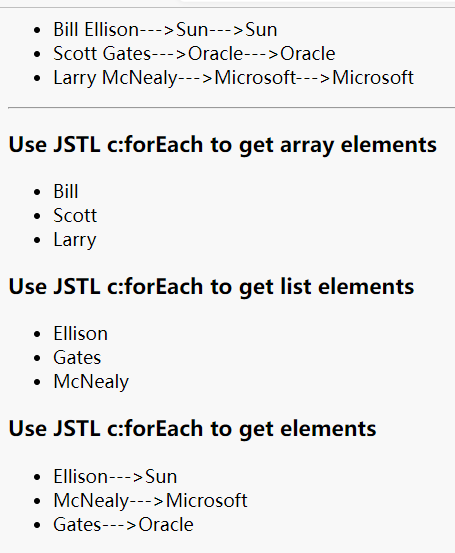 Bill Ellison--->Sun--->Sun
Scott Gates--->Oracle--->Oracle
Larry McNealy--->Microsoft--->Microsoft
Use JSTL c:forEach to get array elements
Bill
Scott
Larry
Use JSTL c:forEach to get list elements
Ellison
Gates
McNealy
Use JSTL c:forEach to get elements
Ellison--->Sun
McNealy--->Microsoft
Gates--->Oracle